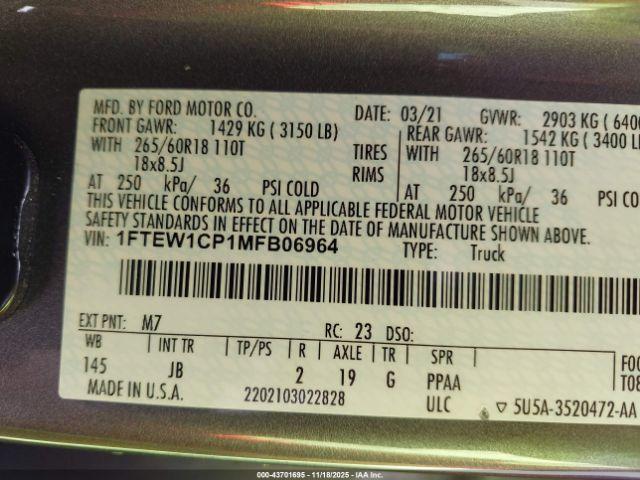 MFD. BY FORD MOTOR CO.
DATE: 03/21 GVWR: 2903 KG ( 6400
FRONT GAWR: 1429 KG ( 3150 LB)
REAR GAWR: 1542 KG ( 3400 LB
WITH 265/60R18 110T TIRES WITH 265/60R18 110T
18x8.5J RIMS 18x8.5J
AT 250 kPa/ 36 PSI COLD AT 250 kPa/ 36 PSI
THIS VEHICLE CONFORMS TO ALL APPLICABLE FEDERAL MOTOR VEHICLE
SAFETY STANDARDS IN EFFECT ON THE DATE OF MANUFACTURE SHOWN ABOVE.
VIN: 1FTEW1CP1MFB06964
TYPE: Truck
EXT PNT: M7 RC: 23 DSO:
WB INT TR TP/PS R AXLE TR SPR
145 JB 2 19 G PPAA
FO
T08
MADE IN U.S.A. 2202103022828 ULC 5U5A-3520472-AA
000-43701695 - 11/18/2025 - IAA Inc.